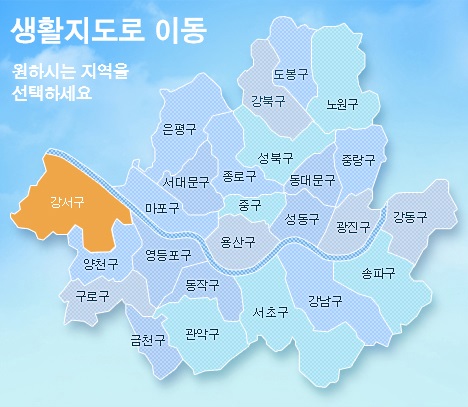 생활지도로 이동
원하시는 지역을
선택하세요
도봉구
강북구
노원구
은평구
성북구
중랑구
서대문구
종로구
동대문구
강서구
마포구
중구
성동구
강동구
용산구
광진구
양천구
영등포구
송파구
동작구
구로구
강남구
서초구
관악구
금천구